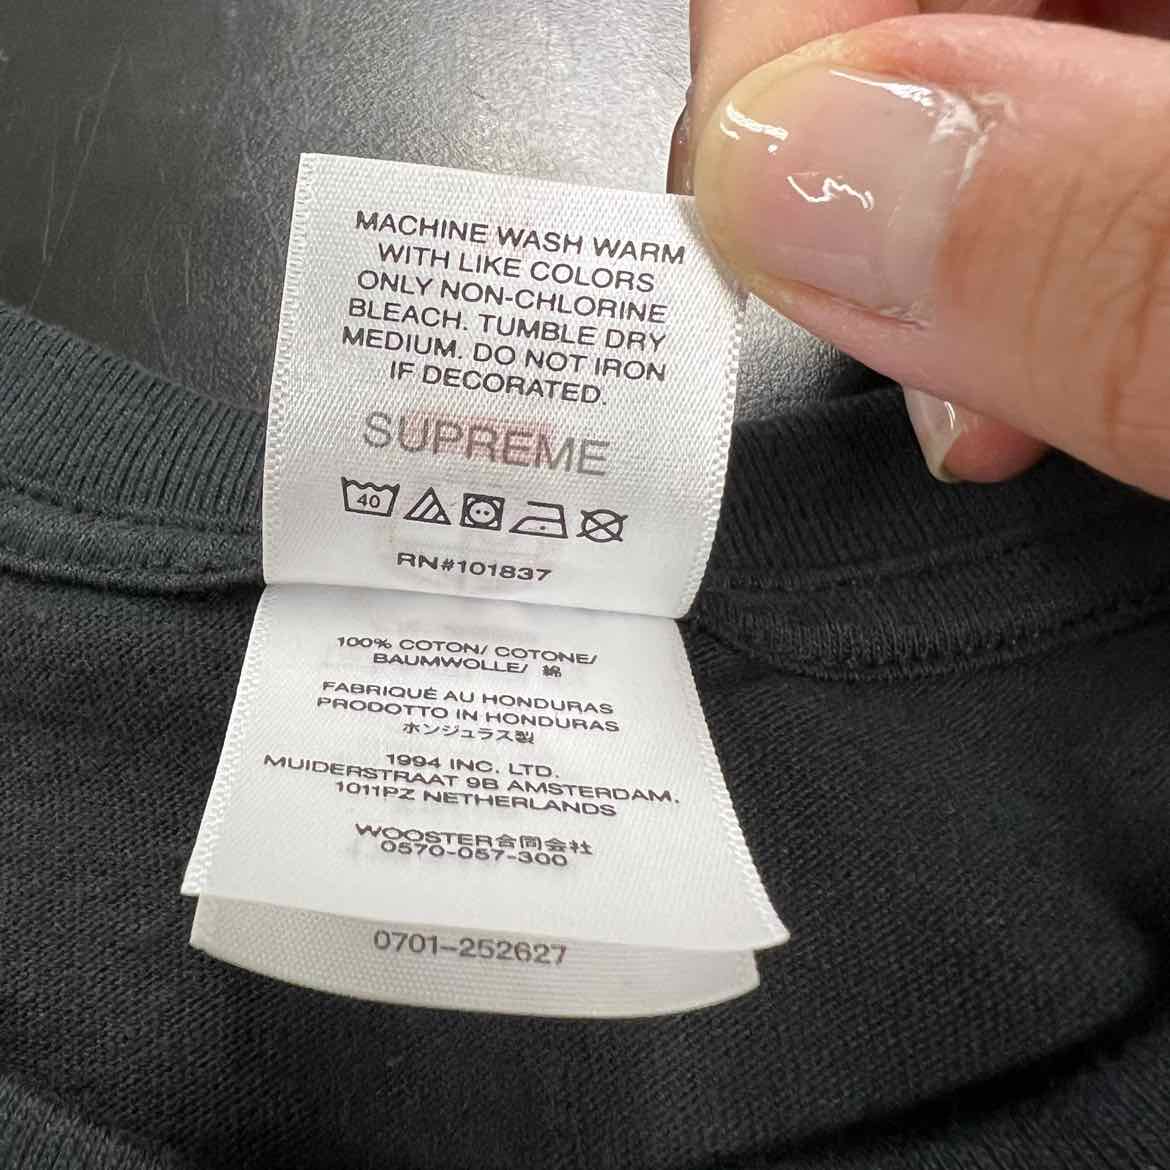 MACHINE WASH WARM
WITH LIKE COLORS
ONLY NON-CHLORINE
BLEACH. TUMBLE DRY
MEDIUM. DO NOT IRON
IF DECORATED.
SUPREME
40
RN#101837
100% COTON/ COTONE/
BAUMWOLLE/ 綿
FABRIQUÉ AU HONDURAS
PRODOTTO IN HONDURAS
ホンジュラス製
1994 INC. LTD.
MUIDERSTRAAT 9B AMSTERDAM.
1011PZ NETHERLANDS
WOOSTER合同会社
0570-057-300
0701-252627